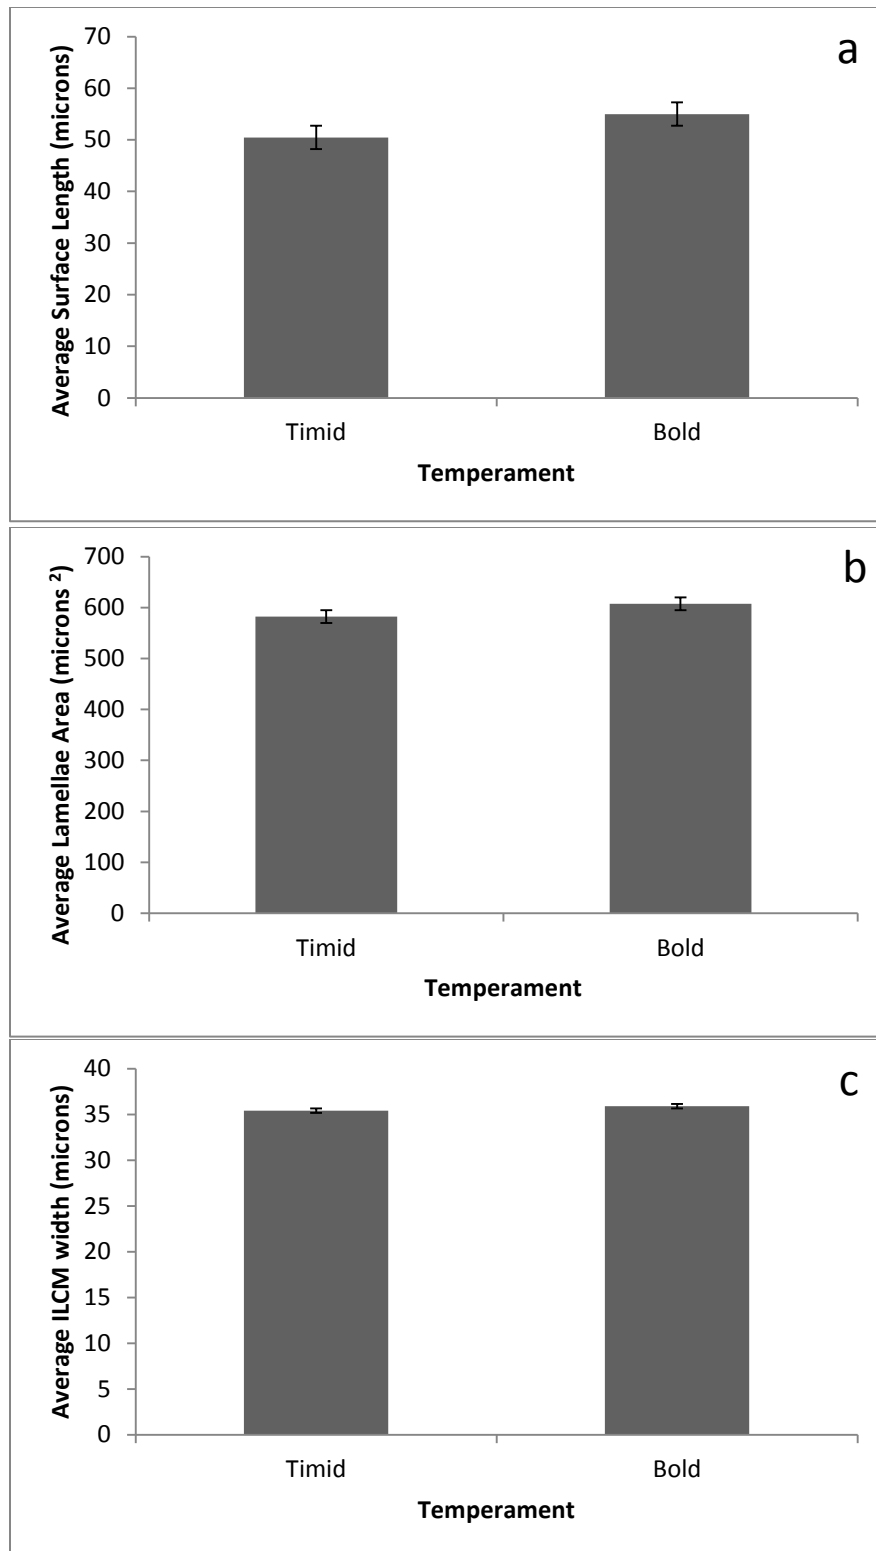 a
Average Surface Length (microns)
70
60
50
40
30
20
10
0
Timid Bold
Temperament
b
Average Lamellae Area (microns ²)
700
600
500
400
300
200
100
0
Timid Bold
Temperament
c
Average ILCM width (microns)
40
35
30
25
20
15
10
5
0
Timid Bold
Temperament